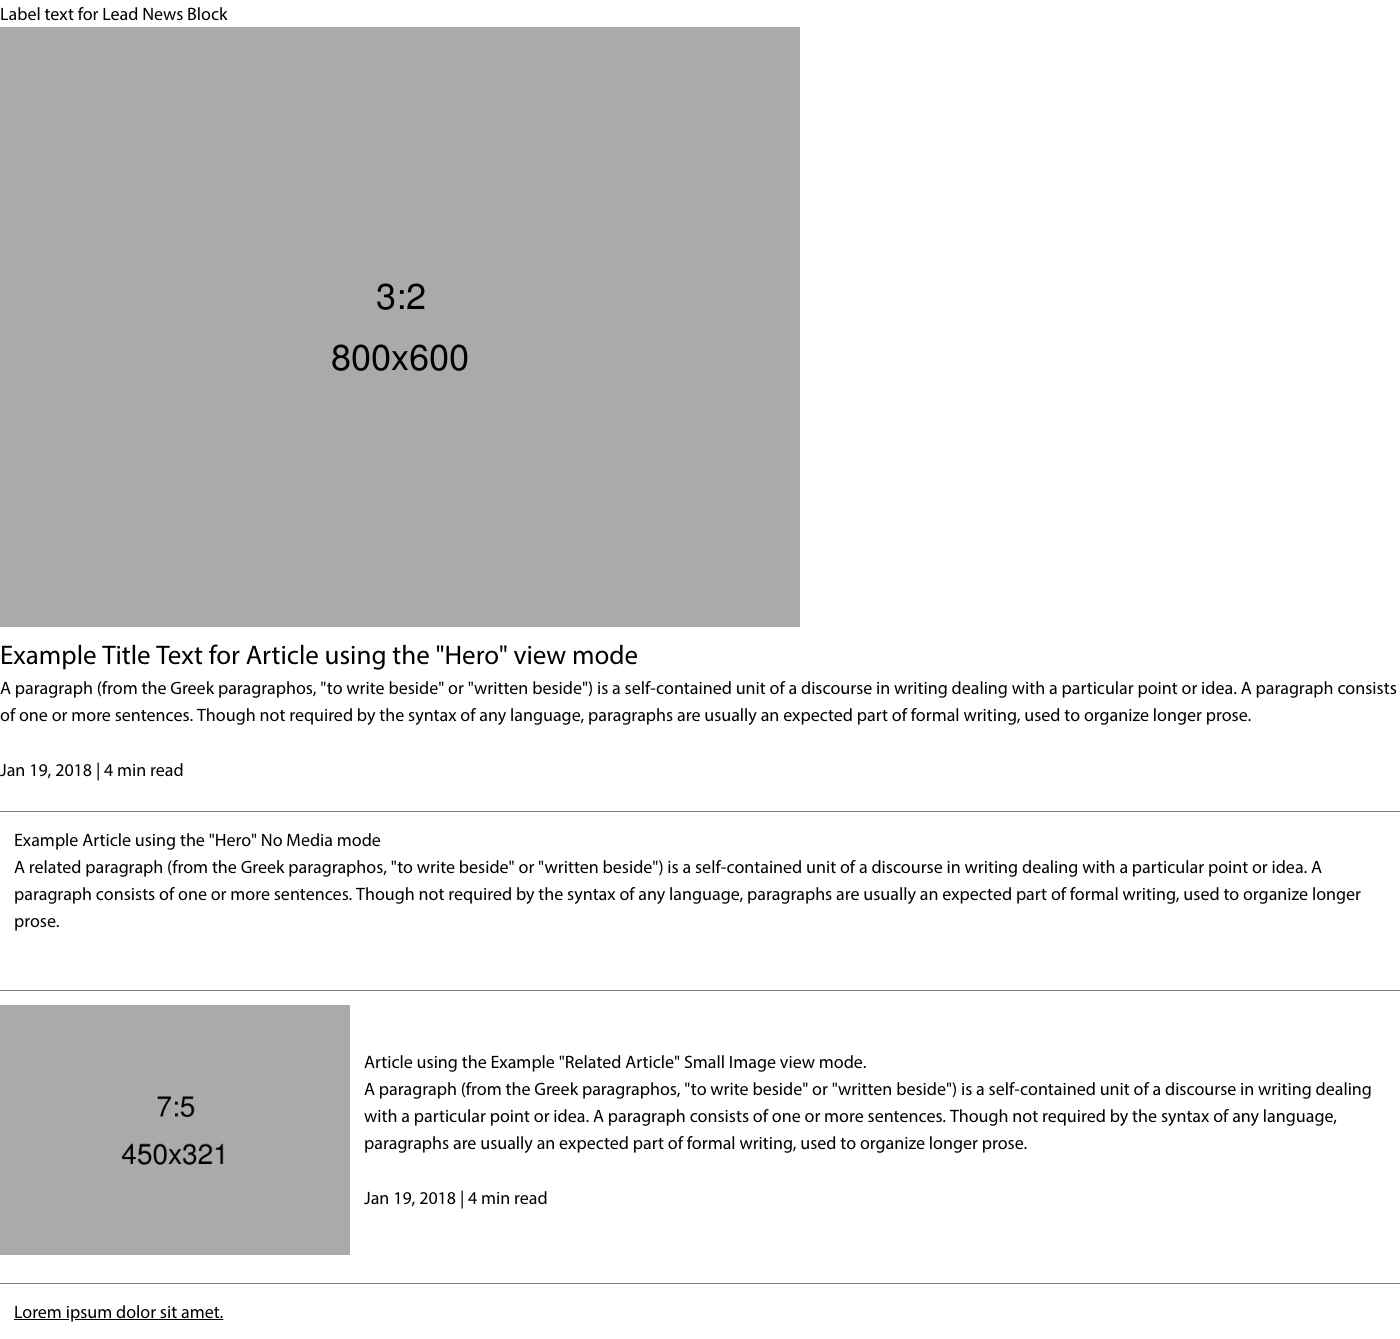 Label text for Lead News Block
3:2
800x600
Example Title Text for Article using the "Hero" view mode
A paragraph (from the Greek paragraphos, "to write beside" or "written beside") is a self-contained unit of a discourse in writing dealing with a particular point or idea. A paragraph consists
of one or more sentences. Though not required by the syntax of any language, paragraphs are usually an expected part of formal writing, used to organize longer prose.
Jan 19, 2018 | 4 min read
Example Article using the "Hero" No Media mode
A related paragraph (from the Greek paragraphos, "to write beside" or "written beside") is a self-contained unit of a discourse in writing dealing with a particular point or idea. A
paragraph consists of one or more sentences. Though not required by the syntax of any language, paragraphs are usually an expected part of formal writing, used to organize longer
prose.
7:5
450x321
Article using the Example "Related Article" Small Image view mode.
A paragraph (from the Greek paragraphos, "to write beside" or "written beside") is a self-contained unit of a discourse in writing dealing
with a particular point or idea. A paragraph consists of one or more sentences. Though not required by the syntax of any language,
paragraphs are usually an expected part of formal writing, used to organize longer prose.
Jan 19, 2018 | 4 min read
Lorem ipsum dolor sit amet.